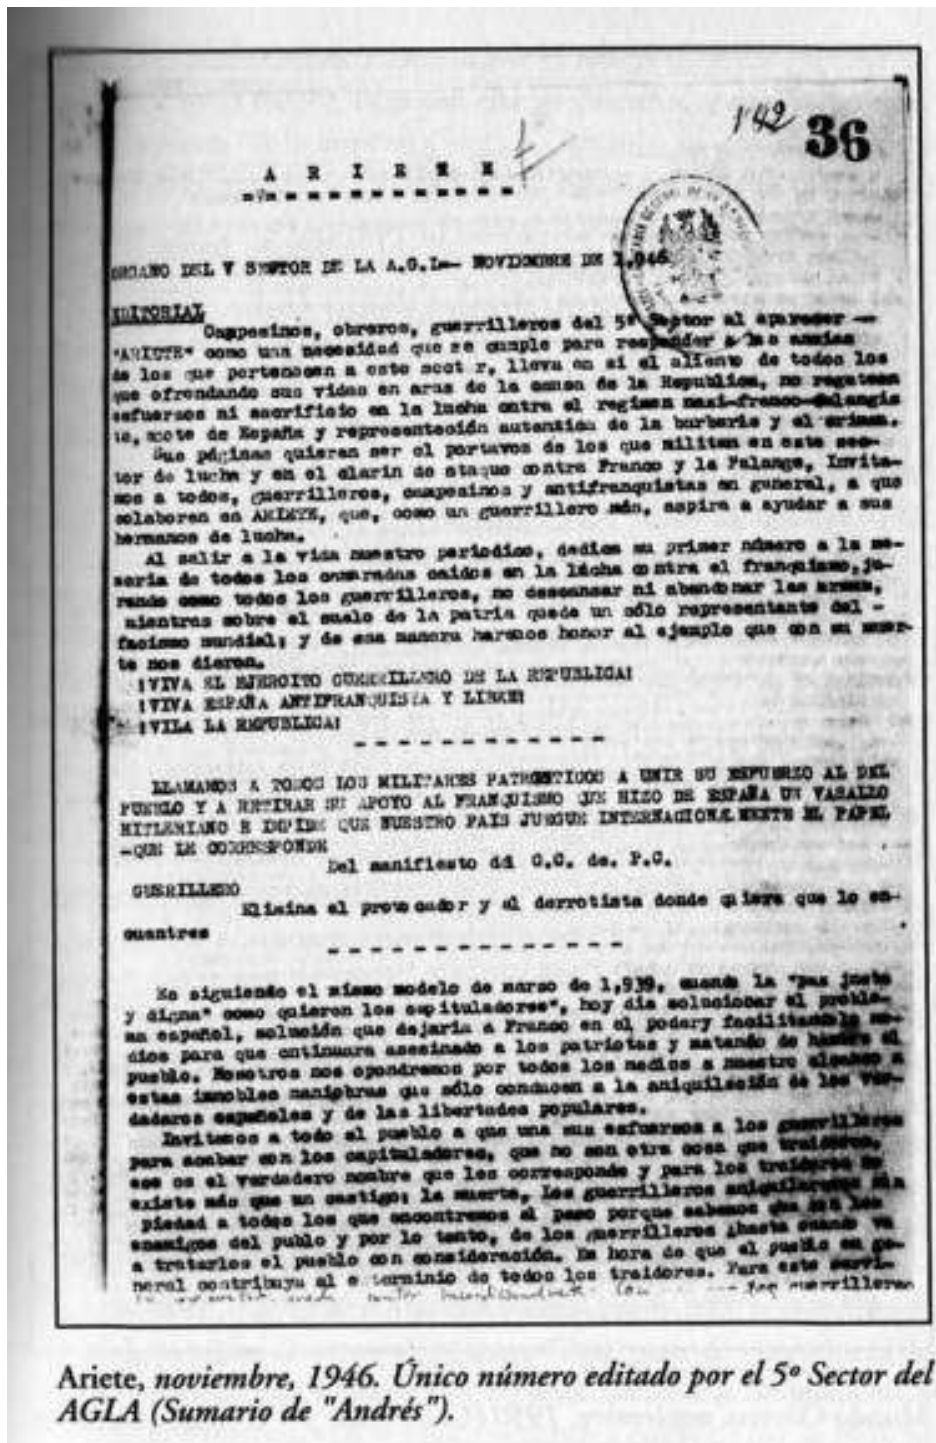 142 36
A R I E T E
ORGANO DEL V SECTOR DE LA A.G.L.— NOVIEMBRE DE 1,946
EDITORIAL
Campesinos, obreros, guerrilleros del 5º Sector al aparecer —
"ARIETE" como una necesidad que se cumple para responder a las ansias
de los que pertenecen a este sect r, lleva en si el aliento de todos los
que ofrendando sus vidas en aras de la causa de la Republica, no regatean
esfuerzos ni sacrificio en la lucha contra el regimen nazi-franco-falangis
ta, azote de España y representación autentica de la barbarie y el crimen.
Sus páginas quieren ser el portavos de los que militan en este sec-
tor de lucha y en el clarin de ataque contra Franco y la Falange, Invita-
mos a todos, guerrilleros, campesinos y antifranquistas en general, a que
colaboren en ARIETE, que, como un guerrillero más, aspira a ayudar a sus
hermanos de lucha.
Al salir a la vida nuestro periodico, dedica su primer número a la me-
moria de todos los camaradas caidos en la lucha contra el franquismo, ju-
rando como todos los guerrilleros, no descansar ni abandonar las armas,
mientras sobre el suelo de la patria quede un sólo representante del -
facismo mundial; y de esa manera haremos honor al ejemplo que con su muer-
te nos dieron.
¡VIVA EL EJERCITO GUERRILLERO DE LA REPUBLICA!
¡VIVA ESPAÑA ANTIFRANQUISTA Y LIBRE!
¡VILA LA REPUBLICA!
LLAMAMOS A TODOS LOS MILITARES PATRIOTICOS A UNIR SU ESFUERZO AL DEL
PUEBLO Y A RETIRAR SU APOYO AL FRANQUISMO QUE HIZO DE ESPAÑA UN VASALLO
HITLERIANO E IMPIDE QUE NUESTRO PAIS JUEGUE INTERNACIONALMENTE EL PAPEL
-QUE LE CORRESPONDE
Del manifiesto del C.C. de. P.C.
GUERILLERO
Elimina el provocador y al derrotista donde quiera que lo en-
cuentres
Es siguiendo el mismo modelo de marzo de 1,939, cuando la "paz justa
y digna" como quieren los capituladores", hoy dia solucionar el proble-
ma español, solución que dejaria a Franco en el podery facilitandole me-
dios para que cntinuara asesinado a los patriotas y matando de hambre al
pueblo. Nosotros nos opondremos por todos los medios a nuestro alcance a
estas innobles maniobras que sólo conducen a la aniquilación de los ver-
daderos españoles y de las libertades populares.
Invitamos a todo el pueblo a que una sus esfuerzos a los guerrilleros
para acabar con los capituladores, que no son otra cosa que traidores,
ese es el verdadero nombre que les corresponde y para los traidores no
existe más que un castigo; la muerte. Los guerrilleros aniquilaremos sin
piedad a todos los que encontremos al paso porque sabemos que son los
enemigos del publo y por lo tanto, de los guerrilleros ¿hasta cuando va
a tratarlos el pueblo con consideración. Es hora de que el pueblo en ge-
neral contribuya al e terminio de todos los traidores. Para este servi-
los guerrilleros
Ariete, noviembre, 1946. Único número editado por el 5º Sector del
AGLA (Sumario de "Andrés").